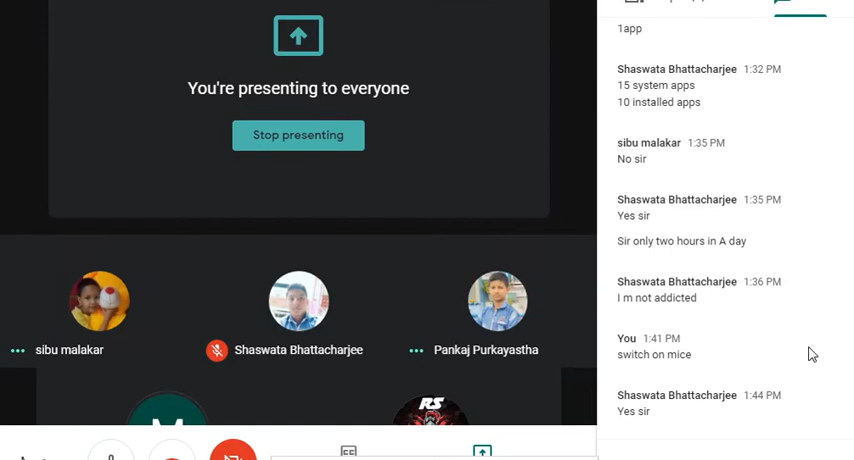 You're presenting to everyone
Stop presenting
sibu malakar
Shaswata Bhattacharjee
Pankaj Purkayastha
M
RS
1app
Shaswata Bhattacharjee 1:32 PM
15 system apps
10 installed apps
sibu malakar 1:35 PM
No sir
Shaswata Bhattacharjee 1:35 PM
Yes sir
Sir only two hours in A day
Shaswata Bhattacharjee 1:36 PM
I m not addicted
You 1:41 PM
switch on mice
Shaswata Bhattacharjee 1:44 PM
Yes sir